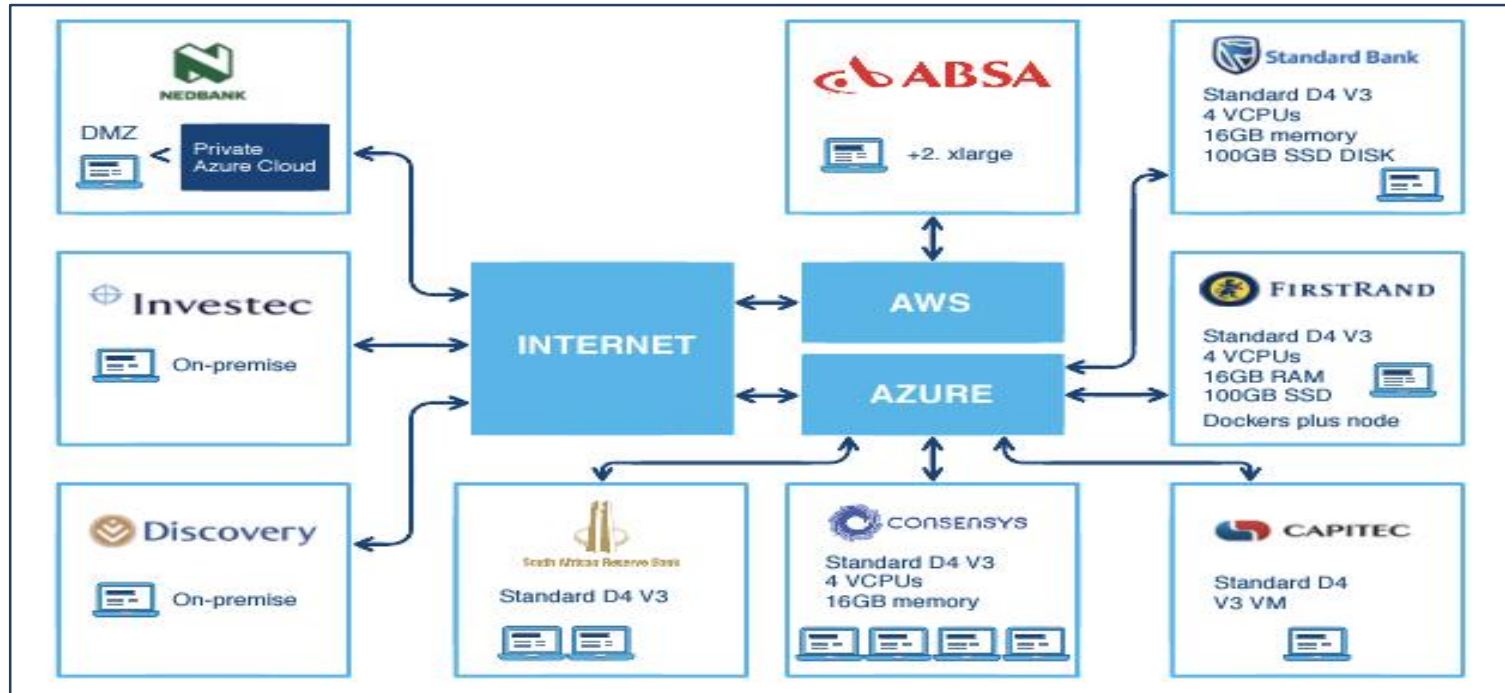 NEDBANK
DMZ
<
Private
Azure Cloud
ABSA
+2. xlarge
Standard Bank
Standard D4 V3
4 VCPUs
16GB memory
100GB SSD DISK
Investec
On-premise
INTERNET
AWS
AZURE
FIRSTRAND
Standard D4 V3
4 VCPUs
16GB RAM
100GB SSD
Dockers plus node
Discovery
On-premise
South African Reserve Bank
Standard D4 V3
CONSENSYS
Standard D4 V3
4 VCPUs
16GB memory
CAPITEC
Standard D4
V3 VM